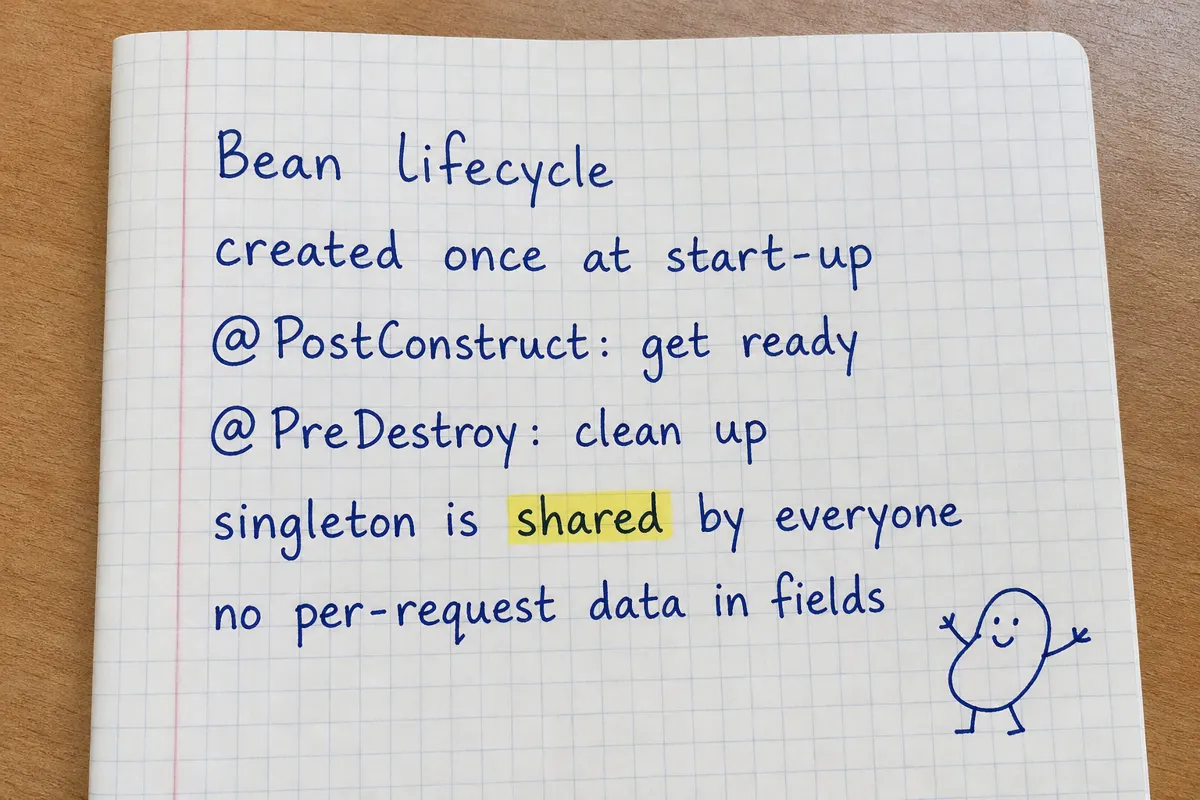 Bean lifecycle
created once at start-up
@PostConstruct: get ready
@PreDestroy: clean up
singleton is shared by everyone
no per-request data in fields